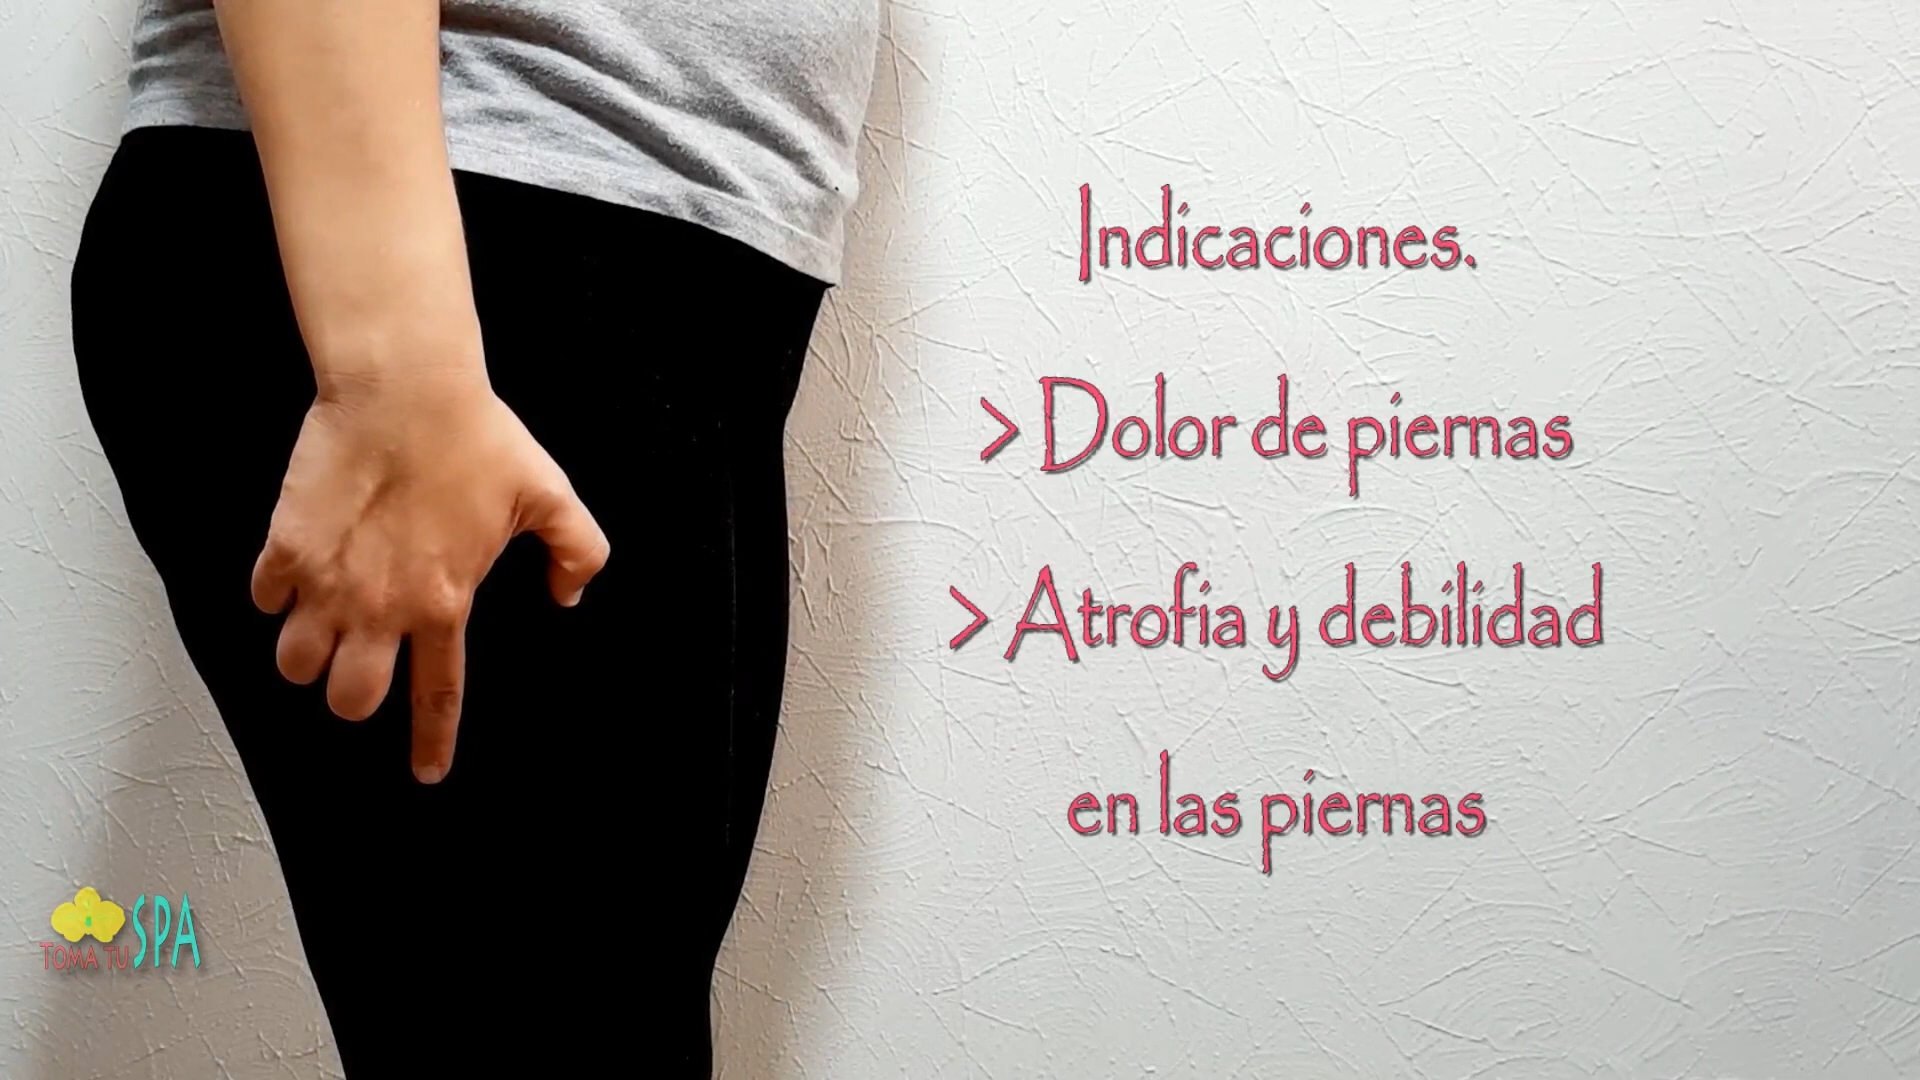 Indicaciones.
> Dolor de piernas
> Atrofia y debilidad
en las piernas
TOMA TU SPA